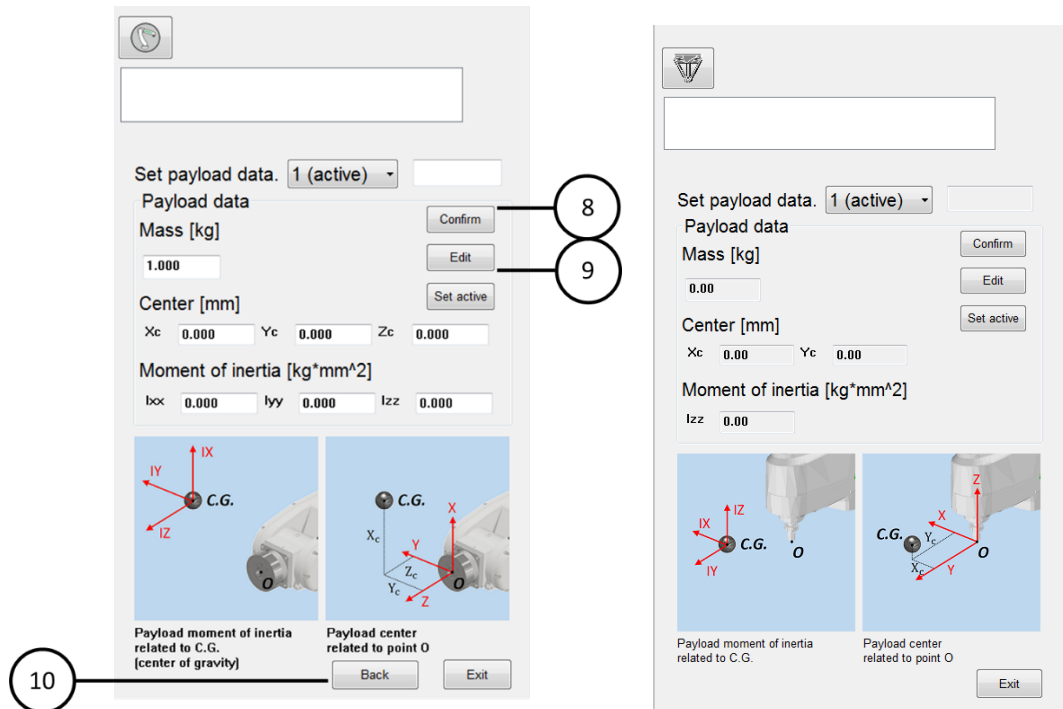 Set payload data. 1 (active)
Payload data
Mass [kg]
1.000
Confirm
Edit
Set active
Center [mm]
Xc 0.000 Yc 0.000 Zc 0.000
Moment of inertia [kg*mm^2]
Ixx 0.000 Iyy 0.000 Izz 0.000
IX
IY
C.G.
IZ
O
C.G.
X
Xc
Y
Zc
O
Yc
Z
Payload moment of inertia
related to C.G.
(center of gravity)
Payload center
related to point O
Back
Exit
8
9
10
Set payload data. 1 (active)
Payload data
Mass [kg]
0.00
Confirm
Edit
Set active
Center [mm]
Xc 0.00 Yc 0.00
Moment of inertia [kg*mm^2]
Izz 0.00
IZ
IX
C.G.
IY
O
Z
X
C.G.
Yc
O
Xc
Y
Payload moment of inertia
related to C.G.
Payload center
related to point O
Exit